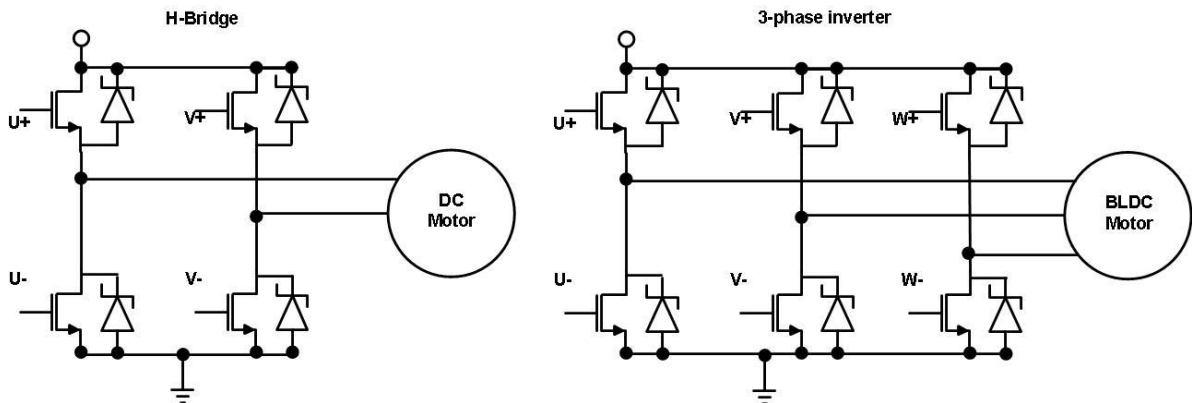 H-Bridge
U+
V+
DC
Motor
U-
V-
3-phase inverter
U+
V+
W+
BLDC
Motor
U-
V-
W-